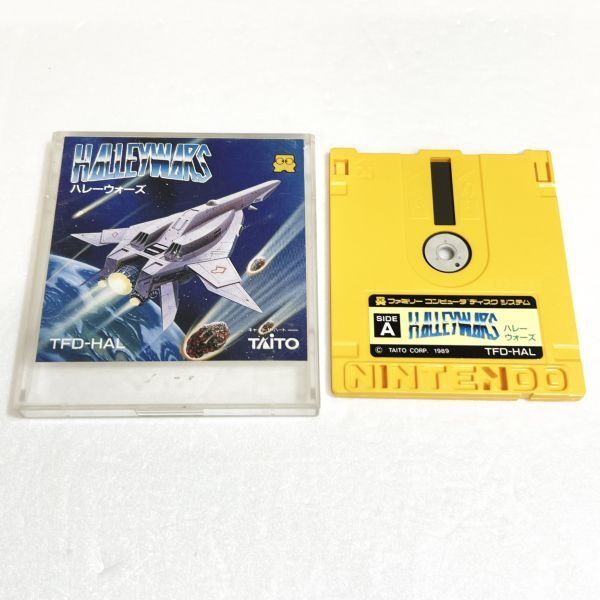 HALLEYWARS
ハレーウォーズ
TFD-HAL
TAITO
ファミリー コンピュータ ディスク システム
SIDE
A
HALLEYWARS
ハレー
ウォーズ
© TAITO CORP. 1989
TFD-HAL
NINTENDO